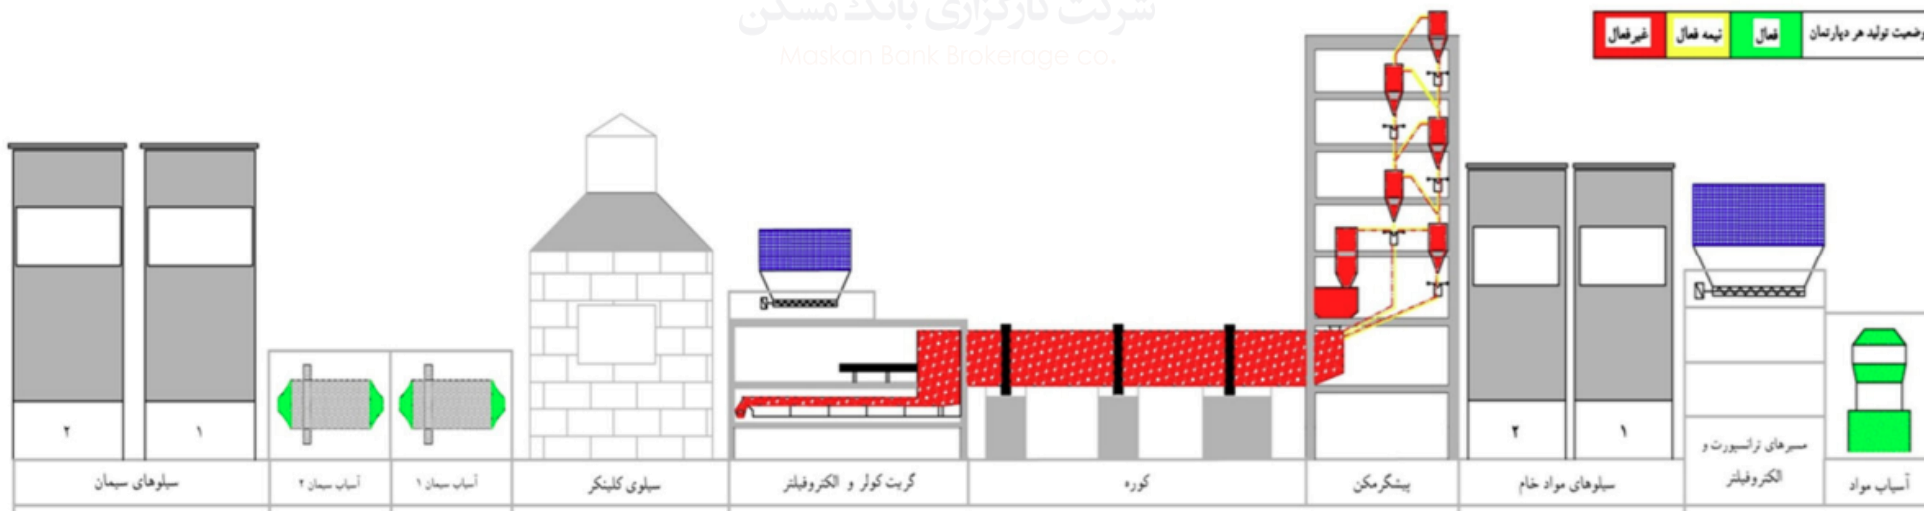 شرکت کارگزاری بانک مسکن
Maskan Bank Brokerage co.
وضعیت تولید هر دپارتمان
فعال
نیمه فعال
غیرفعال
۲
۱
۲
۱
آسیاب مواد
مسیرهای ترانسپورت و
الکتروفیلتر
سیلوهای مواد خام
پیشگرمکن
کوره
گریت کولر و الکتروفیلتر
سیلوی کلینکر
آسیاب سیمان ۱
آسیاب سیمان ۲
سیلوهای سیمان